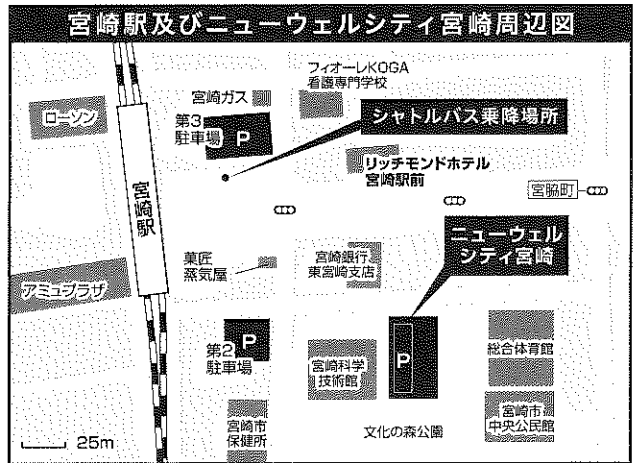 宮崎駅及びニューウェルシティ宮崎周辺図
フィオーレKOGA
看護専門学校
宮崎ガス
ローソン
第3
駐車場
P
シャトルバス乗降場所
リッチモンドホテル
宮崎駅前
宮脇町
宮崎駅
ニューウェル
シティ宮崎
菓匠
蒸気屋
宮崎銀行
東宮崎支店
アミュプラザ
第2
駐車場
P
宮崎科学
技術館
P
総合体育館
宮崎市
保健所
文化の森公園
宮崎市
中央公民館
25m